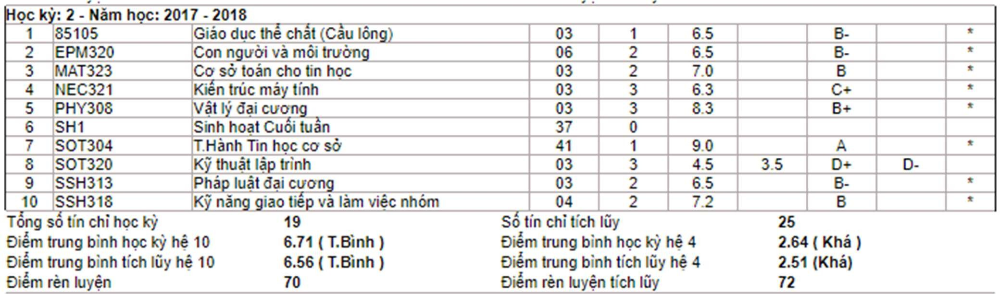 Học kỳ: 2 - Năm học: 2017 - 2018
1 85105 Giáo dục thể chất (Cầu lông) 03 1 6.5 B- *
2 EPM320 Con người và môi trường 06 2 6.5 B- *
3 MAT323 Cơ sở toán cho tin học 03 2 7.0 B *
4 NEC321 Kiến trúc máy tính 03 3 6.3 C+ *
5 PHY308 Vật lý đại cương 03 3 8.3 B+ *
6 SH1 Sinh hoạt Cuối tuần 37 0
7 SOT304 T.Hành Tin học cơ sở 41 1 9.0 A *
8 SOT320 Kỹ thuật lập trình 03 3 4.5 3.5 D+ D-
9 SSH313 Pháp luật đại cương 03 2 6.5 B- *
10 SSH318 Kỹ năng giao tiếp và làm việc nhóm 04 2 7.2 B *
Tổng số tín chỉ học kỳ 19 Số tín chỉ tích lũy 25
Điểm trung bình học kỳ hệ 10 6.71 ( T.Bình ) Điểm trung bình học kỳ hệ 4 2.64 ( Khá )
Điểm trung bình tích lũy hệ 10 6.56 ( T.Bình ) Điểm trung bình tích lũy hệ 4 2.51 (Khá)
Điểm rèn luyện 70 Điểm rèn luyện tích lũy 72